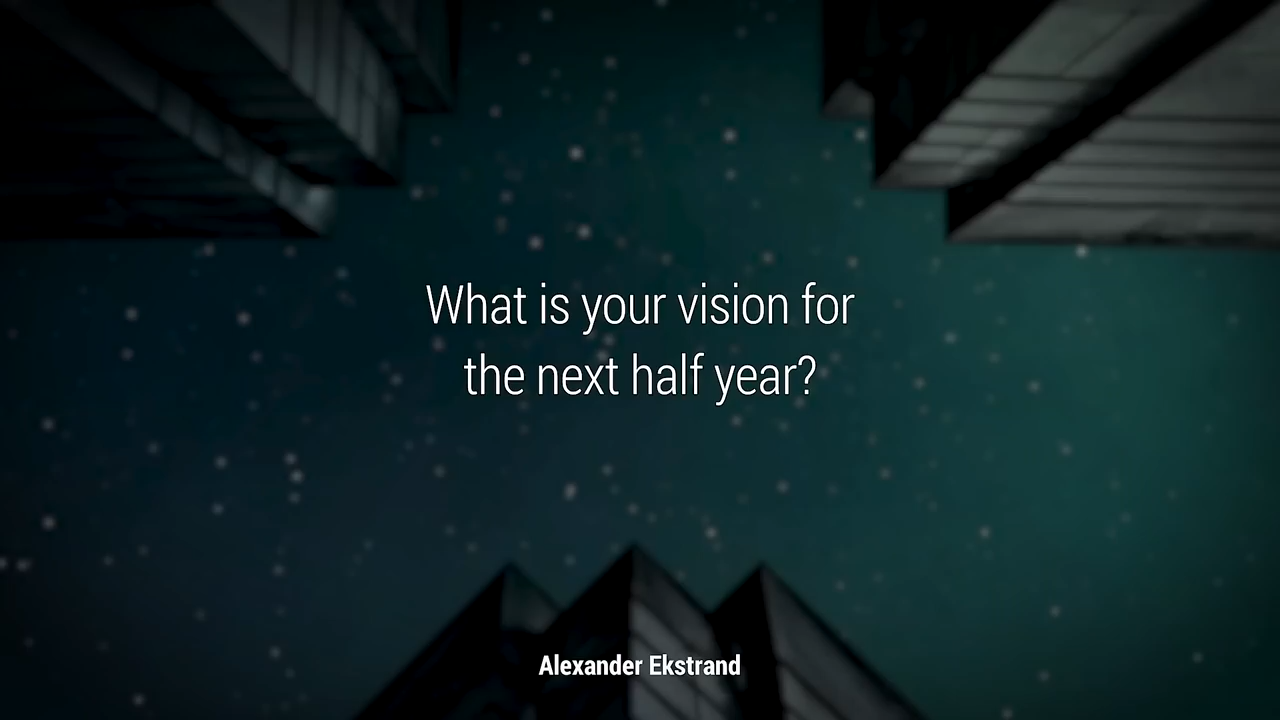 What is your vision for
the next half year?
Alexander Ekstrand